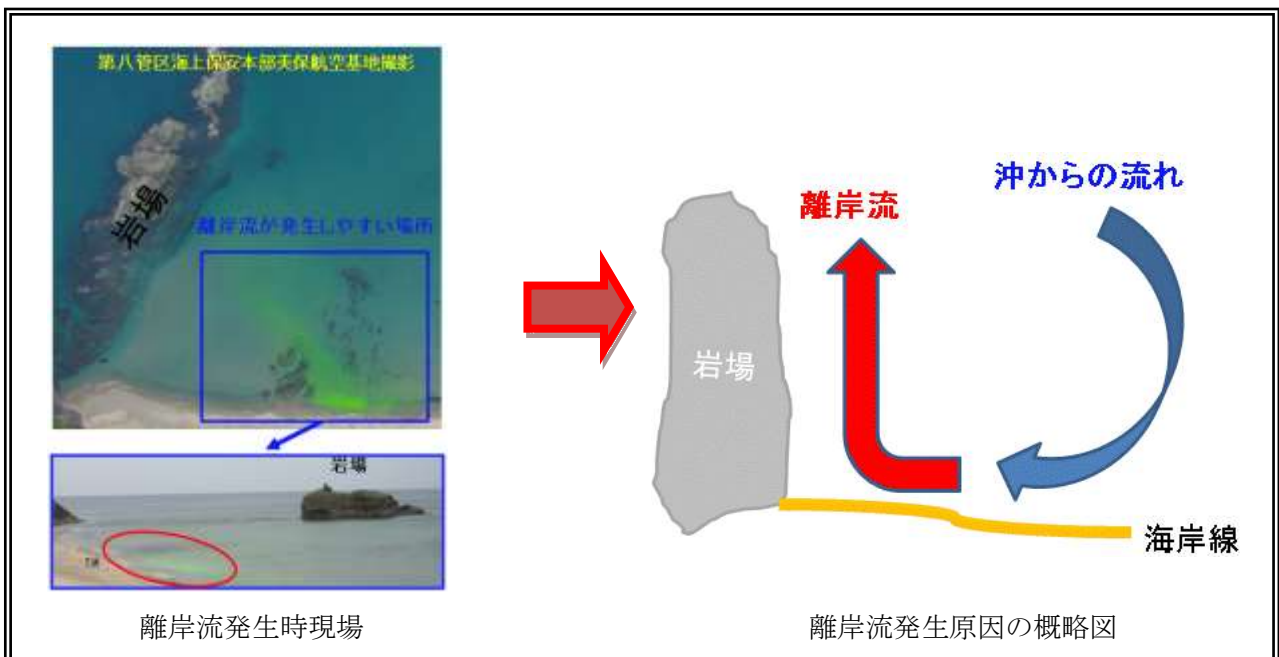 第八管区海上保安本部美保航空基地撮影
岩場
離岸流が発生しやすい場所
岩場
離岸流発生時現場
離岸流
沖からの流れ
岩場
海岸線
離岸流発生原因の概略図